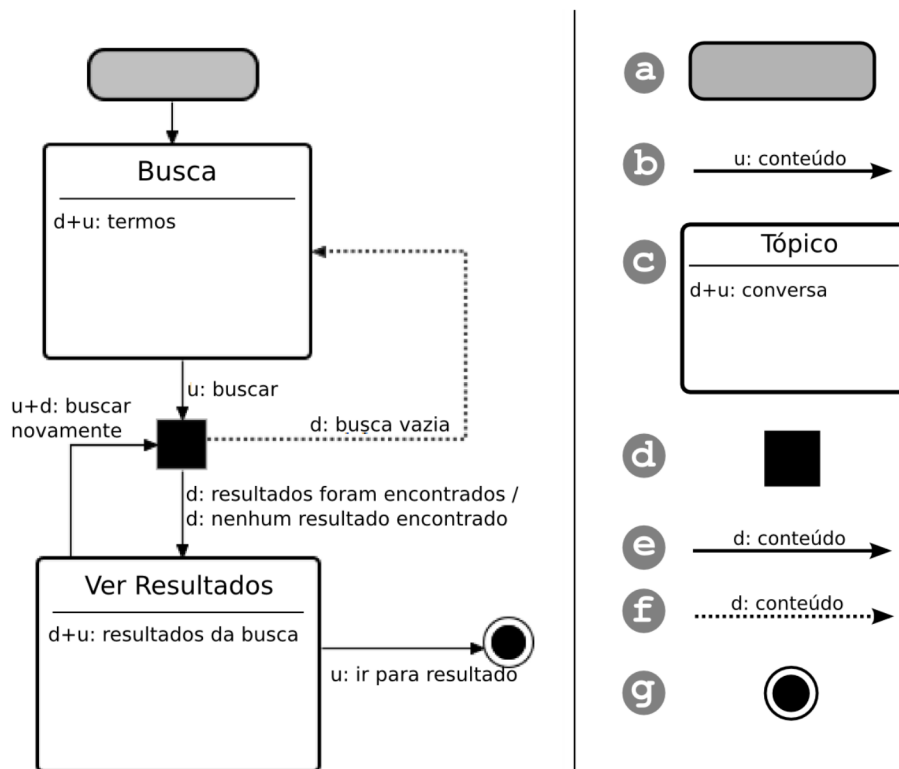 Busca
d+u: termos
u: buscar
u+d: buscar
novamente
d: busca vazia
d: resultados foram encontrados /
d: nenhum resultado encontrado
Ver Resultados
d+u: resultados da busca
u: ir para resultado
a
b
u: conteúdo
c
Tópico
d+u: conversa
d
e
d: conteúdo
f
d: conteúdo
g